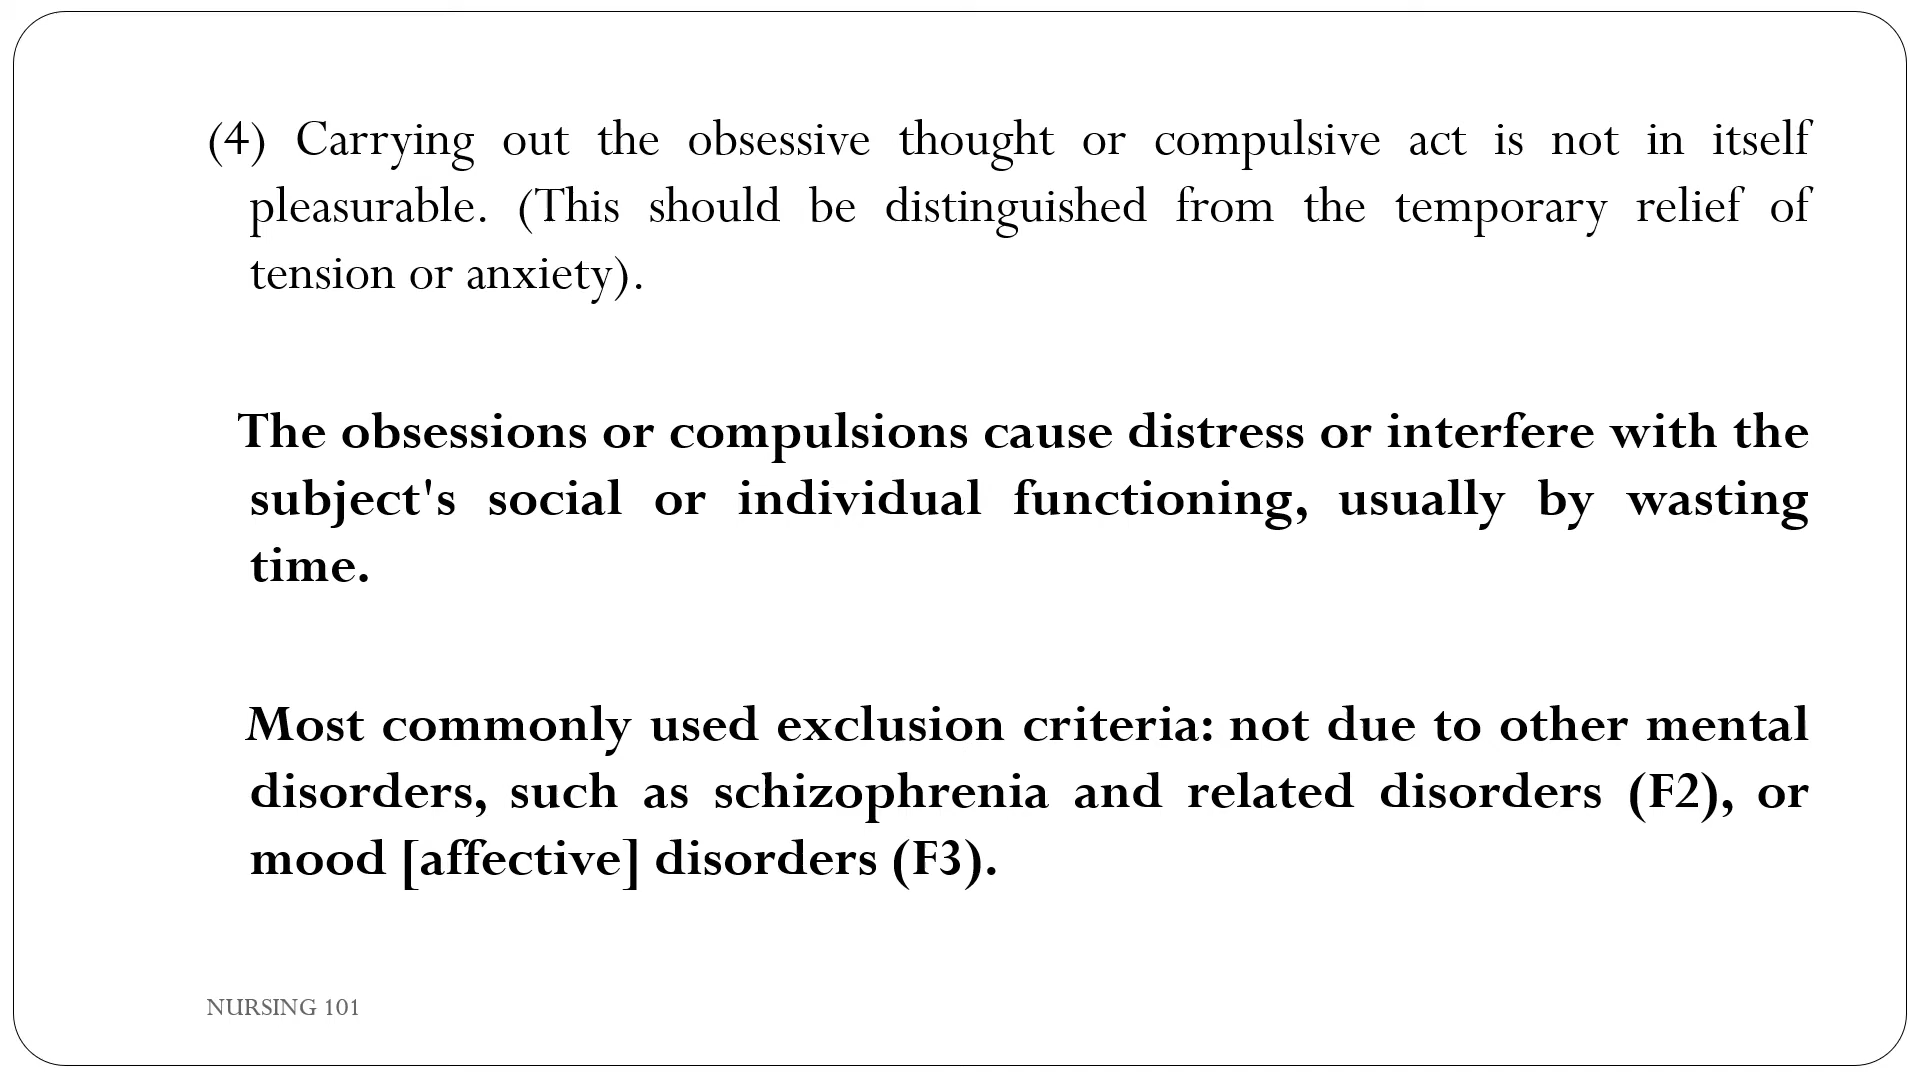 (4) Carrying out the obsessive thought or compulsive act is not in itself
pleasurable. (This should be distinguished from the temporary relief of
tension or anxiety).
The obsessions or compulsions cause distress or interfere with the
subject's social or individual functioning, usually by wasting
time.
Most commonly used exclusion criteria: not due to other mental
disorders, such as schizophrenia and related disorders (F2), or
mood [affective] disorders (F3).
NURSING 101